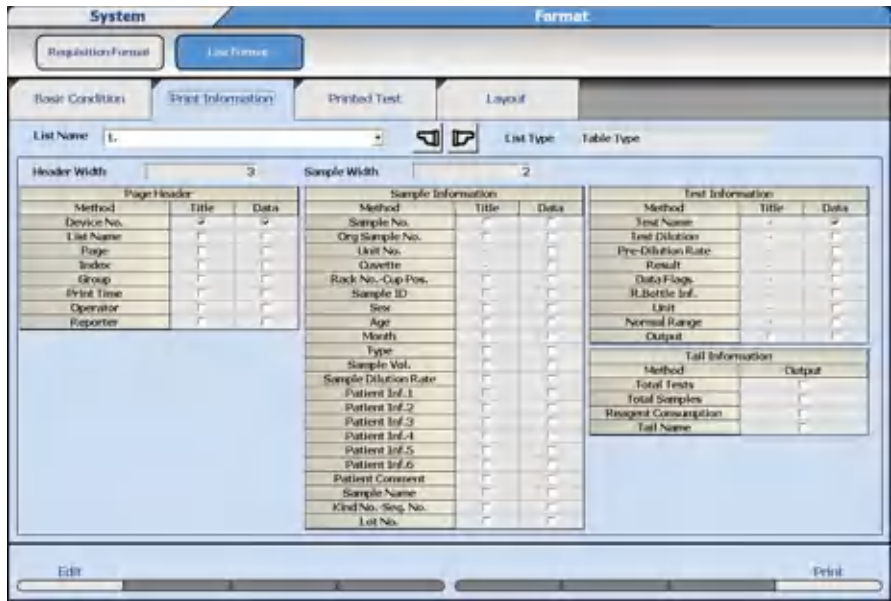 System Format
Requisition Format List Format
Basic Condition Print Information Printed Test Layout
List Name 1. List Type Table Type
Header Width 3 Sample Width 2
Page Header
Method Title Data
Device No.
List Name
Page
Index
Group
Print Time
Operator
Reporter
Sample Information
Method Title Data
Sample No.
Org Sample No.
Unit No.
Cuvette
Rack No.-Cup Pos.
Sample ID
Sex
Age
Month
Type
Sample Vol.
Sample Dilution Rate
Patient Inf.1
Patient Inf.2
Patient Inf.3
Patient Inf.4
Patient Inf.5
Patient Inf.6
Patient Comment
Sample Name
Kind No.-Seq. No.
Lot No.
Test Information
Method Title Data
Test Name
Test Dilution
Pre-Dilution Rate
Result
Data Flags
R.Bottle Inf.
Unit
Normal Range
Output
Tail Information
Method Output
Total Tests
Total Samples
Reagent Consumption
Tail Name
Edit Print